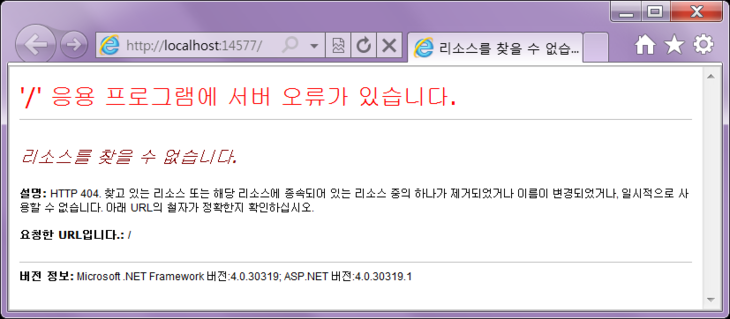 http://localhost:14577/
리소스를 찾을 수 없습...
'/' 응용 프로그램에 서버 오류가 있습니다.
리소스를 찾을 수 없습니다.
설명: HTTP 404. 찾고 있는 리소스 또는 해당 리소스에 종속되어 있는 리소스 중의 하나가 제거되었거나 이름이 변경되었거나, 일시적으로 사
용할 수 없습니다. 아래 URL의 철자가 정확한지 확인하십시오.
요청한 URL입니다.: /
버전 정보: Microsoft .NET Framework 버전:4.0.30319; ASP.NET 버전:4.0.30319.1